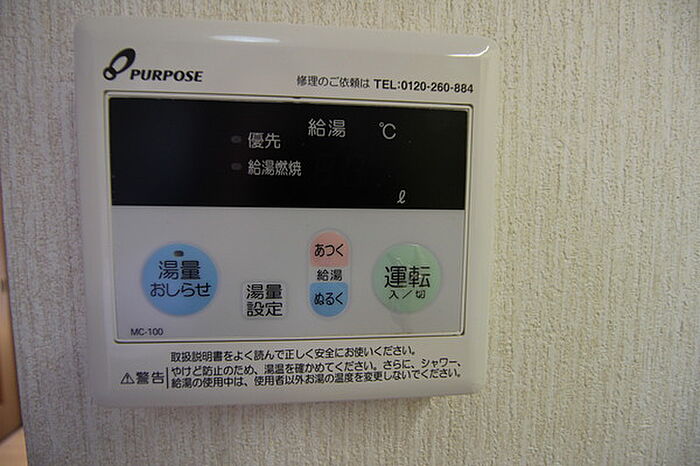 PURPOSE
修理のご依頼は TEL:0120-260-884
給湯 ℃
優先
給湯燃焼
ℓ
湯量
おしらせ
湯量
設定
あつく
給湯
ぬるく
運転
入／切
MC-100
取扱説明書をよく読んで正しく安全にお使いください。
⚠警告 やけど防止のため、湯温を確かめてください。さらに、シャワー、
給湯の使用中は、使用者以外お湯の温度を変更しないでください。